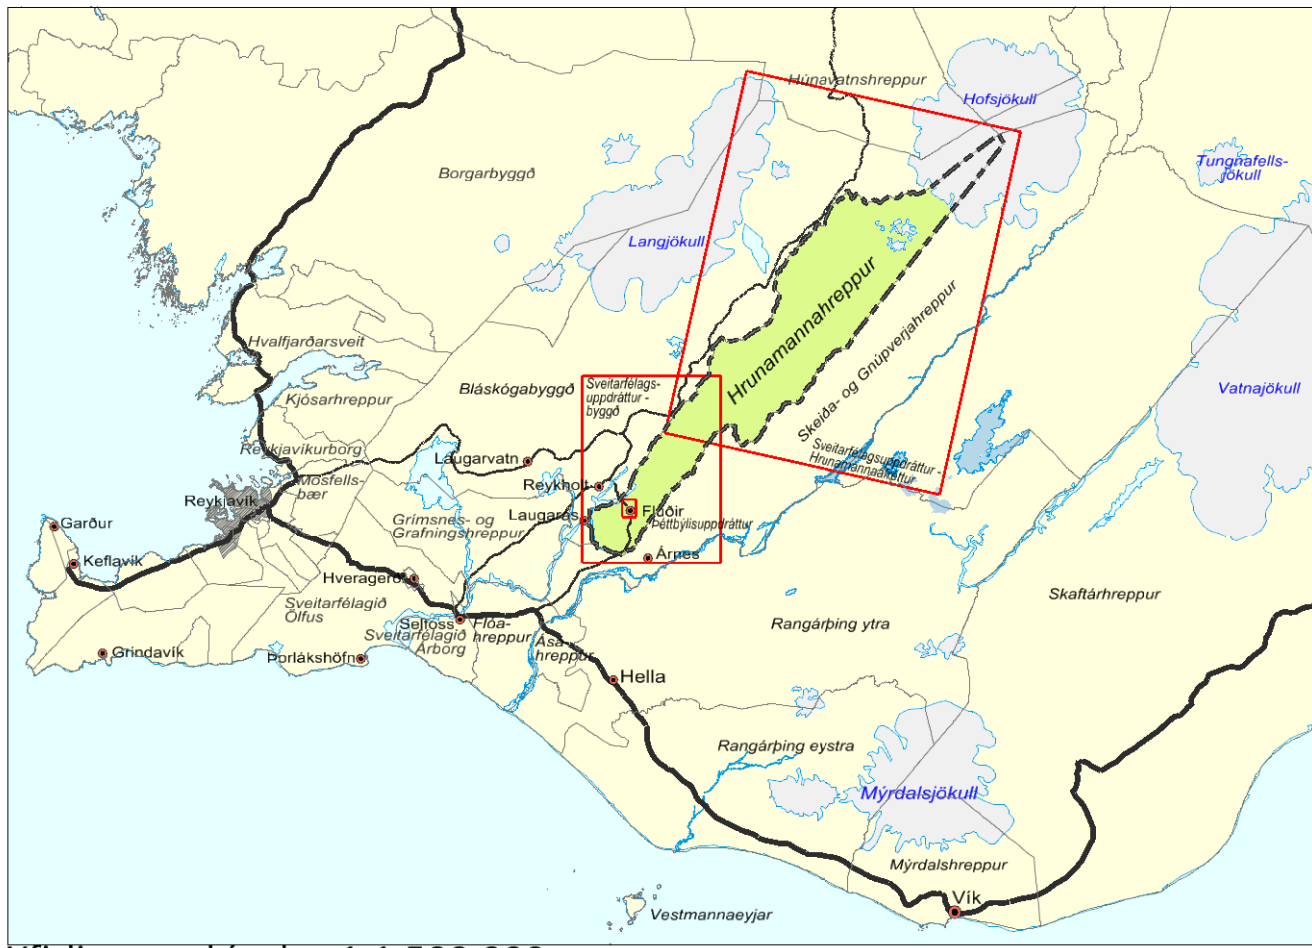 Húnavatnshreppur
Hofsjökull
Tungnafells-
jökull
Borgarbyggð
Langjökull
Hrunamannahreppur
Skeiða- og Gnúpverjahreppur
Hvalfjarðarsveit
Bláskógabyggð
Sveitarfélags-
uppdráttur -
byggð
Vatnajökull
Kjósarhreppur
Reykjavíkurborg
Sveitarfélagsuppdráttur -
Laugarvatn
Mosfells-
bær
Reykholt
Reykjavík
Flúðir
Laugarás
Þéttbýlisuppdráttur
Garður
Grímsnes- og
Grafningshreppur
Árnes
Keflavík
Hveragerði
Skaftárhreppur
Sveitarfélagið
Ölfus
Selfoss
Flóa-
hreppur
Rangárþing ytra
Sveitarfélagið
Árborg
Ása-
hreppur
Grindavík
Þorlákshöfn
Hella
Rangárþing eystra
Mýrdalsjökull
Mýrdalshreppur
Vík
Vestmannaeyjar